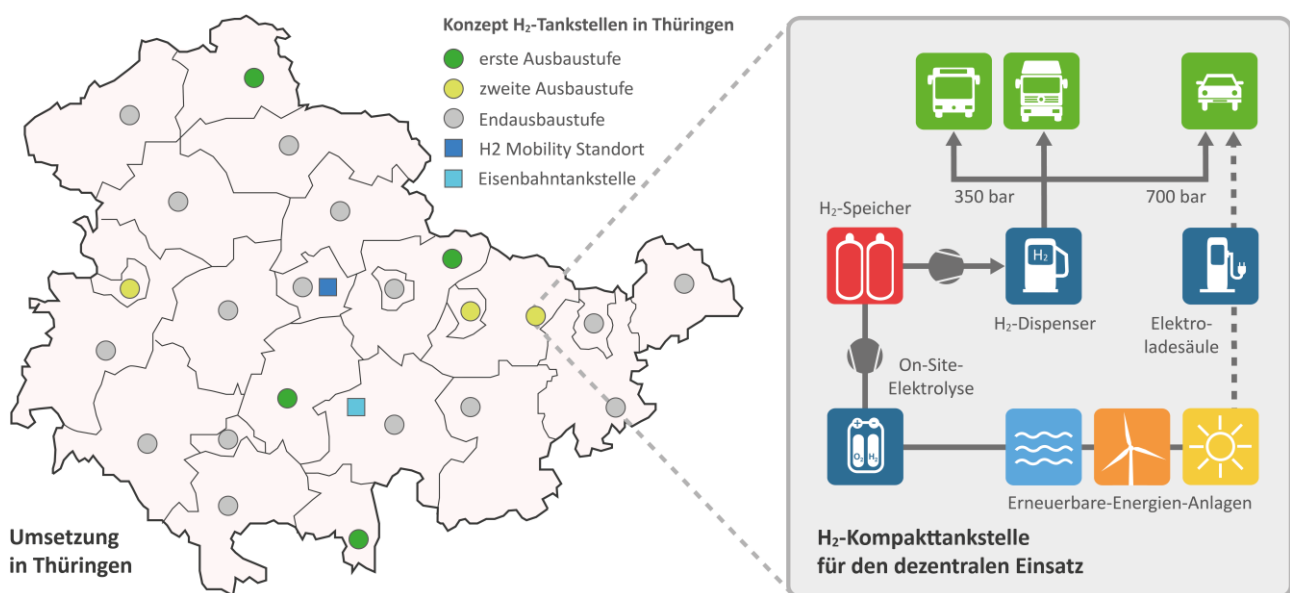 Konzept H₂-Tankstellen in Thüringen
erste Ausbaustufe
zweite Ausbaustufe
Endausbaustufe
H2 Mobility Standort
Eisenbahntankstelle
Umsetzung
in Thüringen
350 bar
700 bar
H₂-Speicher
H₂
H₂-Dispenser
Elektro-
ladesäule
On-Site-
Elektrolyse
O₂ H₂
Erneuerbare-Energien-Anlagen
H₂-Kompakttankstelle
für den dezentralen Einsatz